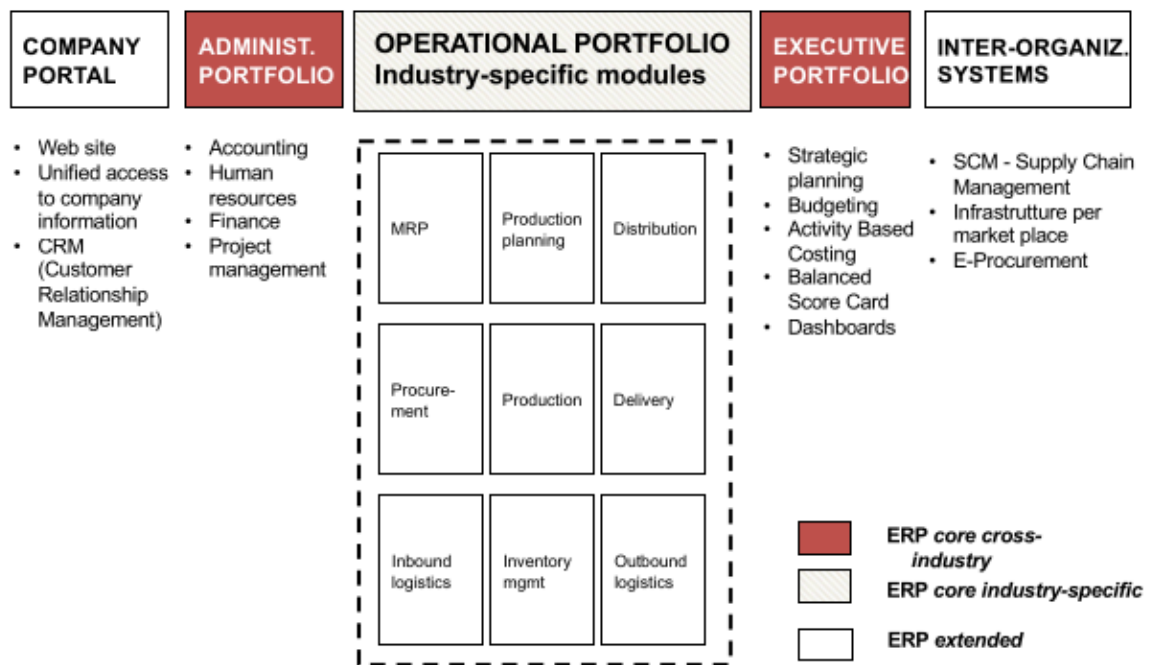 COMPANY
PORTAL
ADMINIST.
PORTFOLIO
OPERATIONAL PORTFOLIO
Industry-specific modules
EXECUTIVE
PORTFOLIO
INTER-ORGANIZ.
SYSTEMS
• Web site
• Unified access
to company
information
• CRM
(Customer
Relationship
Management)
• Accounting
• Human
resources
• Finance
• Project
management
MRP
Production
planning
Distribution
Procure-
ment
Production
Delivery
Inbound
logistics
Inventory
mgmt
Outbound
logistics
• Strategic
planning
• Budgeting
• Activity Based
Costing
• Balanced
Score Card
• Dashboards
• SCM - Supply Chain
Management
• Infrastrutture per
market place
• E-Procurement
ERP core cross-
industry
ERP core industry-specific
ERP extended